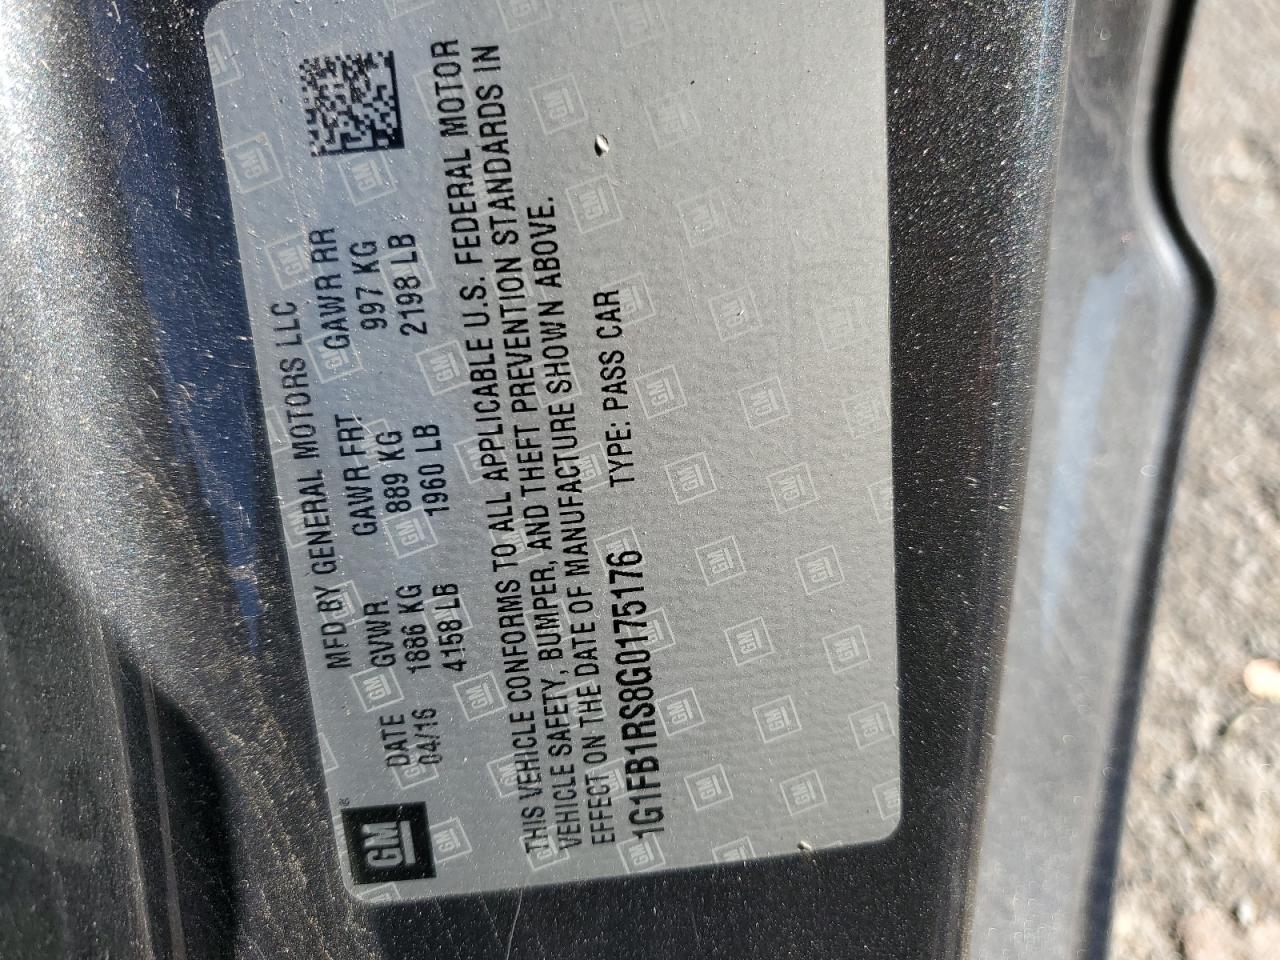 GM
MFD BY GENERAL MOTORS LLC
DATE GVWR GAWR FRT GAWR RR
04/16 1886 KG 889 KG 997 KG
4158 LB 1960 LB 2198 LB
THIS VEHICLE CONFORMS TO ALL APPLICABLE U.S. FEDERAL MOTOR
VEHICLE SAFETY, BUMPER, AND THEFT PREVENTION STANDARDS IN
EFFECT ON THE DATE OF MANUFACTURE SHOWN ABOVE.
1G1FB1RS8G0175176 TYPE: PASS CAR